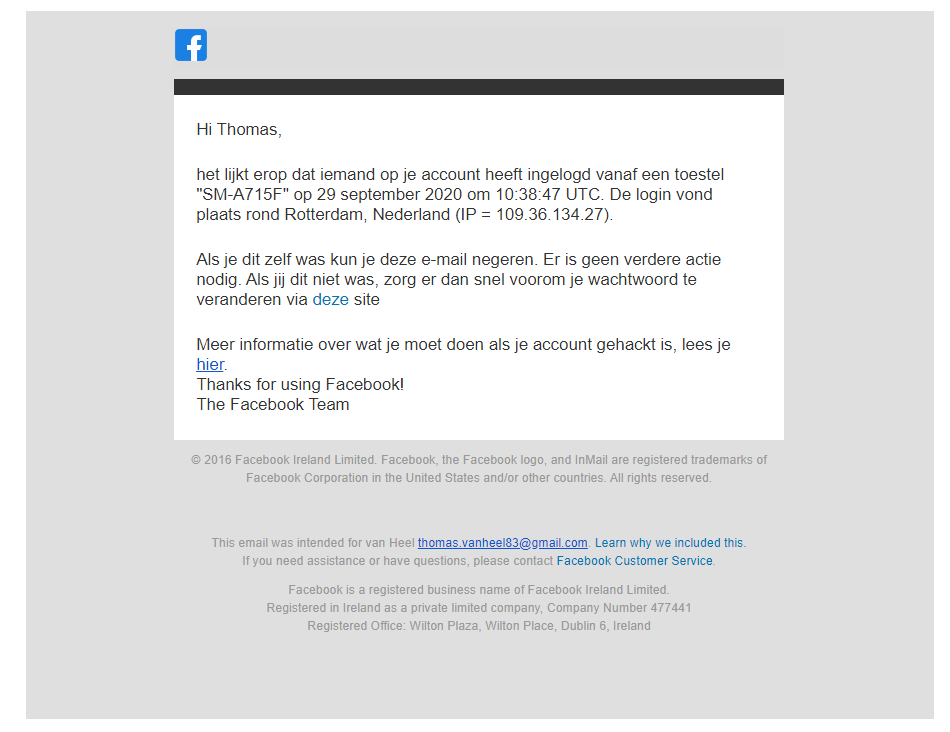 Hi Thomas,
het lijkt erop dat iemand op je account heeft ingelogd vanaf een toestel
"SM-A715F" op 29 september 2020 om 10:38:47 UTC. De login vond
plaats rond Rotterdam, Nederland (IP = 109.36.134.27).
Als je dit zelf was kun je deze e-mail negeren. Er is geen verdere actie
nodig. Als jij dit niet was, zorg er dan snel voorom je wachtwoord te
veranderen via deze site
Meer informatie over wat je moet doen als je account gehackt is, lees je
hier.
Thanks for using Facebook!
The Facebook Team
© 2016 Facebook Ireland Limited. Facebook, the Facebook logo, and InMail are registered trademarks of
Facebook Corporation in the United States and/or other countries. All rights reserved.
This email was intended for van Heel thomas.vanheel83@gmail.com. Learn why we included this.
If you need assistance or have questions, please contact Facebook Customer Service.
Facebook is a registered business name of Facebook Ireland Limited.
Registered in Ireland as a private limited company, Company Number 477441
Registered Office: Wilton Plaza, Wilton Place, Dublin 6, Ireland